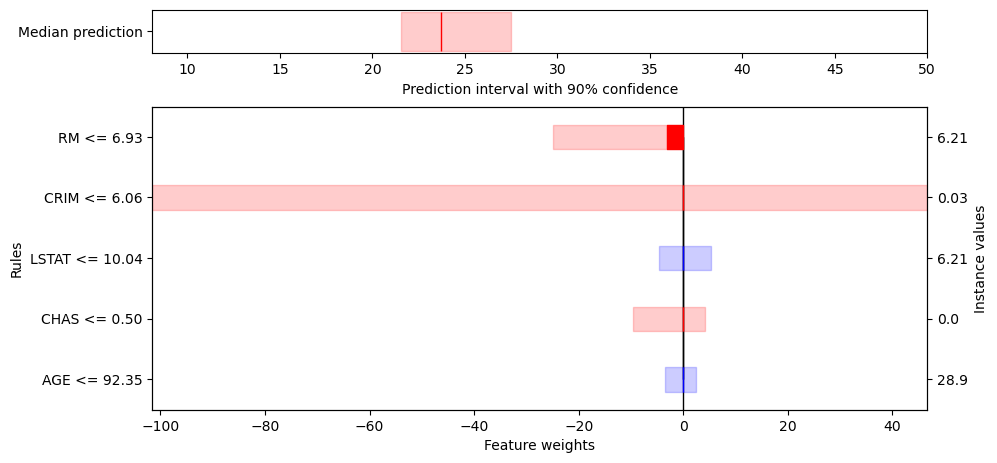 Median prediction
10 15 20 25 30 35 40 45 50
Prediction interval with 90% confidence
RM <= 6.93 6.21
CRIM <= 6.06 0.03
LSTAT <= 10.04 6.21
CHAS <= 0.50 0.0
AGE <= 92.35 28.9
Rules
Instance values
−100 −80 −60 −40 −20 0 20 40
Feature weights